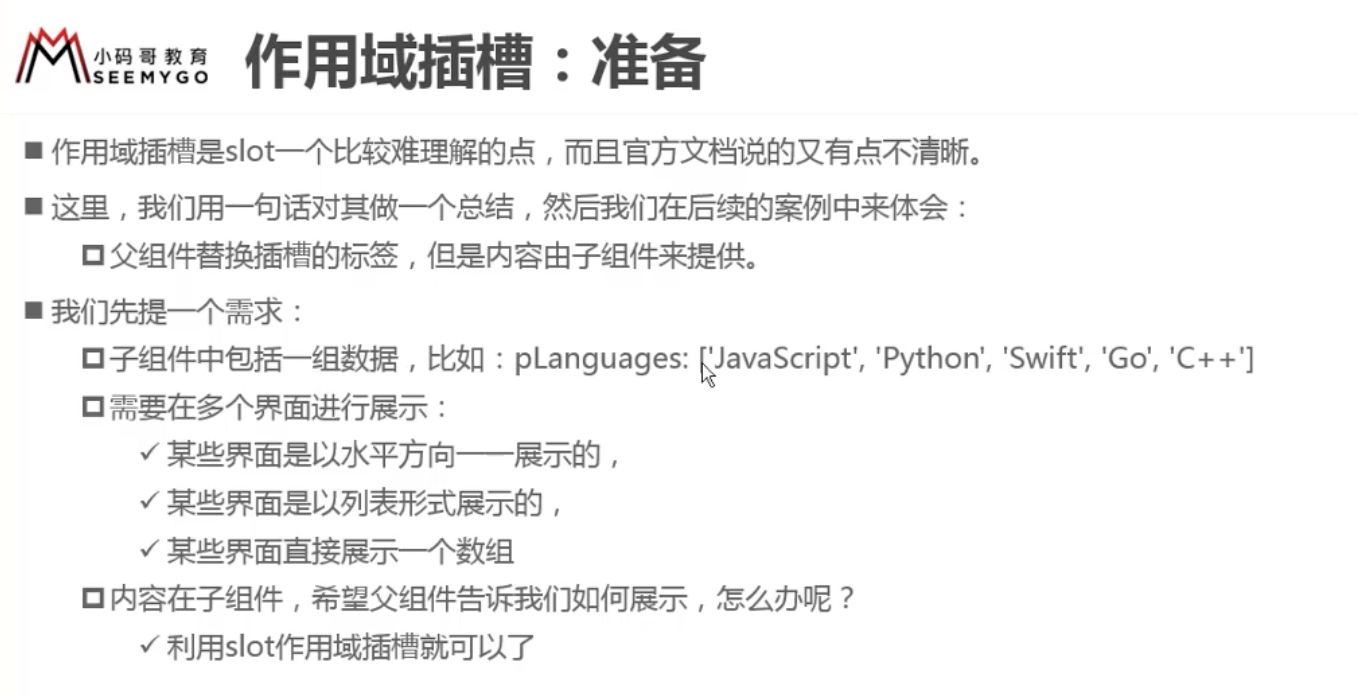 小码哥教育
SEEMYGO
作用域插槽：准备
作用域插槽是slot一个比较难理解的点，而且官方文档说的又有点不清晰。
这里，我们用一句话对其做一个总结，然后我们在后续的案例中来体会：
父组件替换插槽的标签，但是内容由子组件来提供。
我们先提一个需求：
子组件中包括一组数据，比如：pLanguages: ['JavaScript', 'Python', 'Swift', 'Go', 'C++']
需要在多个界面进行展示：
某些界面是以水平方向一一展示的，
某些界面是以列表形式展示的，
某些界面直接展示一个数组
内容在子组件，希望父组件告诉我们如何展示，怎么办呢？
利用slot作用域插槽就可以了